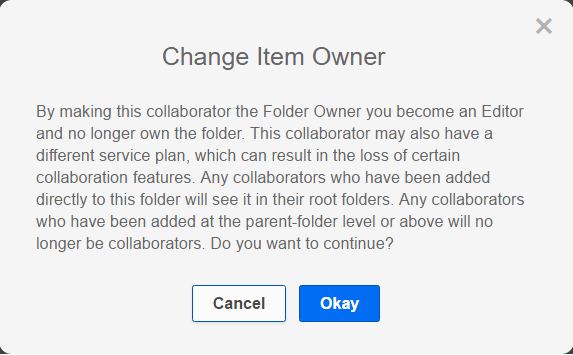 Change Item Owner
By making this collaborator the Folder Owner you become an Editor
and no longer own the folder. This collaborator may also have a
different service plan, which can result in the loss of certain
collaboration features. Any collaborators who have been added
directly to this folder will see it in their root folders. Any collaborators
who have been added at the parent-folder level or above will no
longer be collaborators. Do you want to continue?
Cancel
Okay